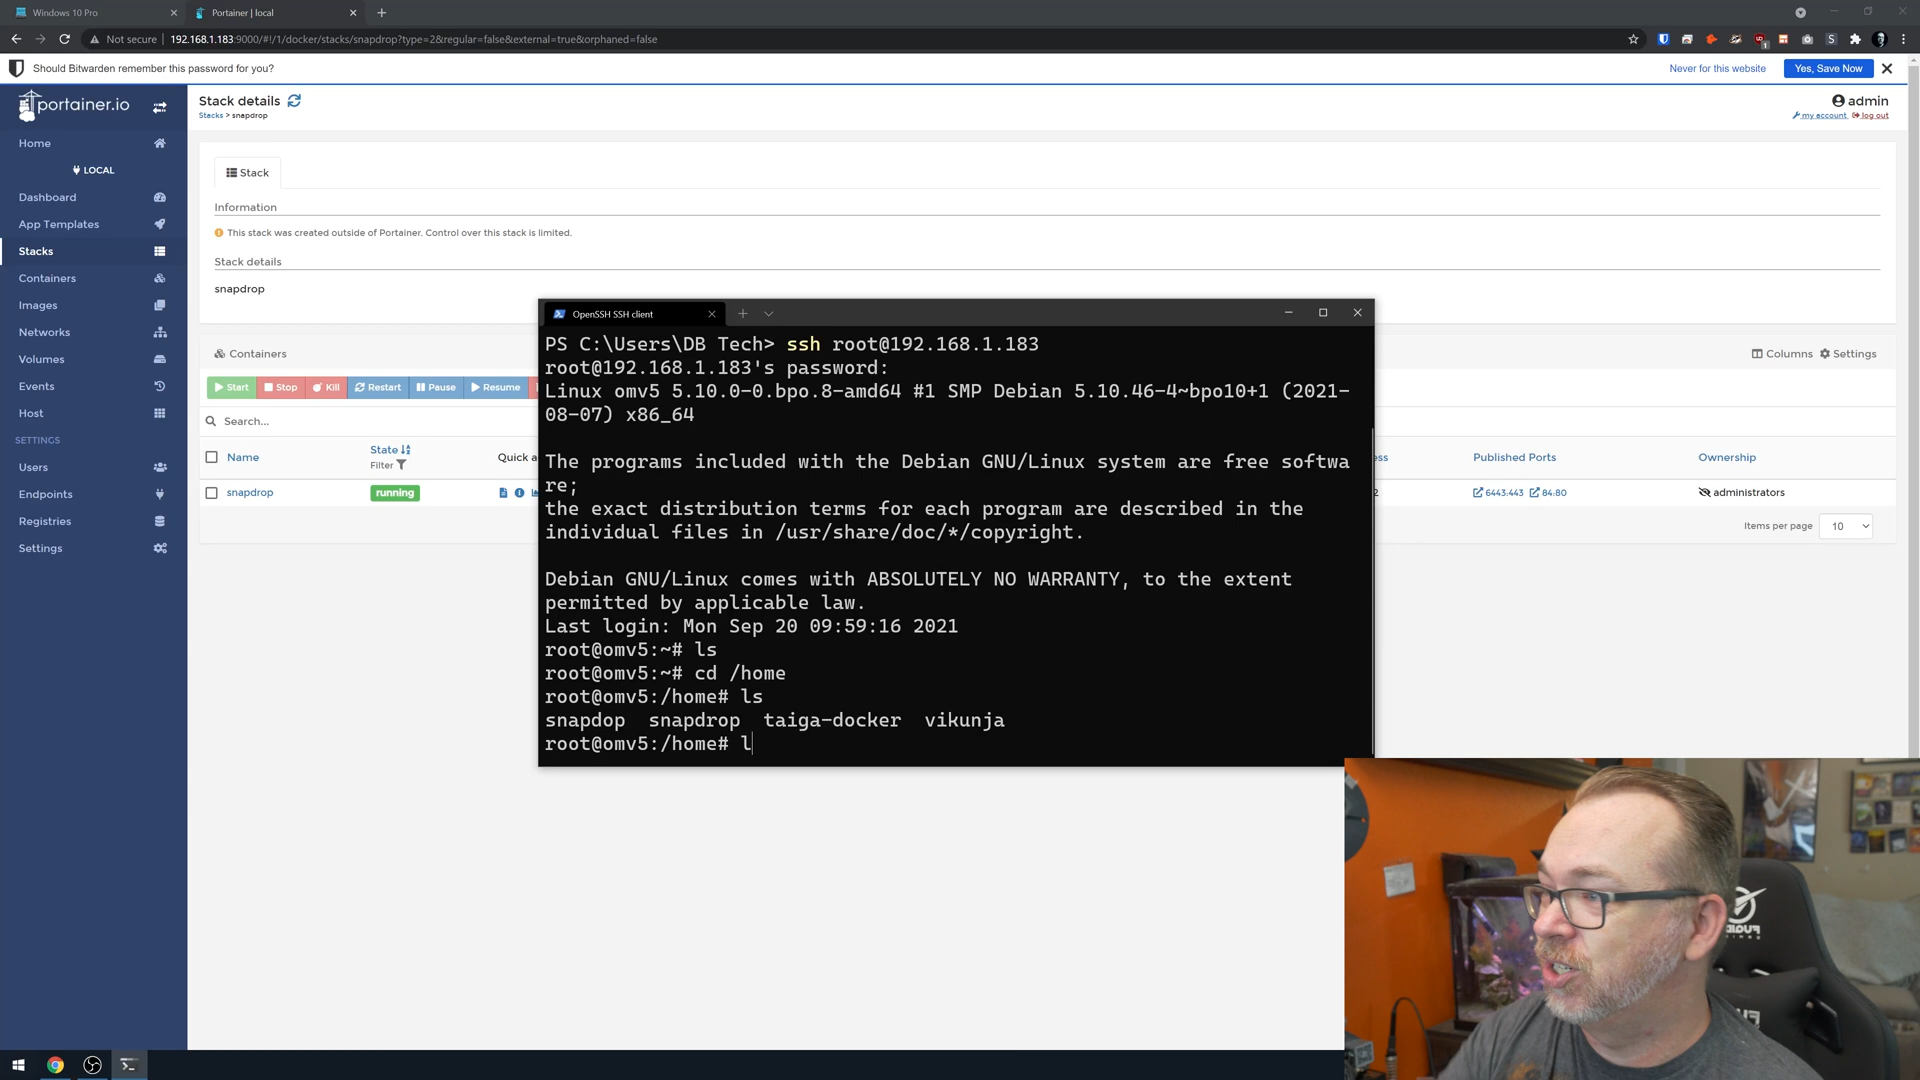 Windows 10 Pro
Portainer | local
Not secure
192.168.1.183:9000/#!/1/docker/stacks/snapdrop?type=2&regular=false&external=true&orphaned=false
Should Bitwarden remember this password for you?
Never for this website
Yes, Save Now
portainer.io
Stack details
Stacks > snapdrop
admin
my account
log out
Home
LOCAL
Dashboard
App Templates
Stacks
Containers
Images
Networks
Volumes
Events
Host
SETTINGS
Users
Endpoints
Registries
Settings
Stack
Information
This stack was created outside of Portainer. Control over this stack is limited.
Stack details
snapdrop
Containers
Columns
Settings
Start
Stop
Kill
Restart
Pause
Resume
Search...
Name
State
Filter
Quick a
ess
Published Ports
Ownership
snapdrop
running
2
6443:443
84:80
administrators
Items per page
10
OpenSSH SSH client
PS C:\Users\DB Tech> ssh root@192.168.1.183
root@192.168.1.183's password:
Linux omv5 5.10.0-0.bpo.8-amd64 #1 SMP Debian 5.10.46-4~bpo10+1 (2021-
08-07) x86_64
The programs included with the Debian GNU/Linux system are free softwa
re;
the exact distribution terms for each program are described in the
individual files in /usr/share/doc/*/copyright.
Debian GNU/Linux comes with ABSOLUTELY NO WARRANTY, to the extent
permitted by applicable law.
Last login: Mon Sep 20 09:59:16 2021
root@omv5:~# ls
root@omv5:~# cd /home
root@omv5:/home# ls
snapdop  snapdrop  taiga-docker  vikunja
root@omv5:/home# l